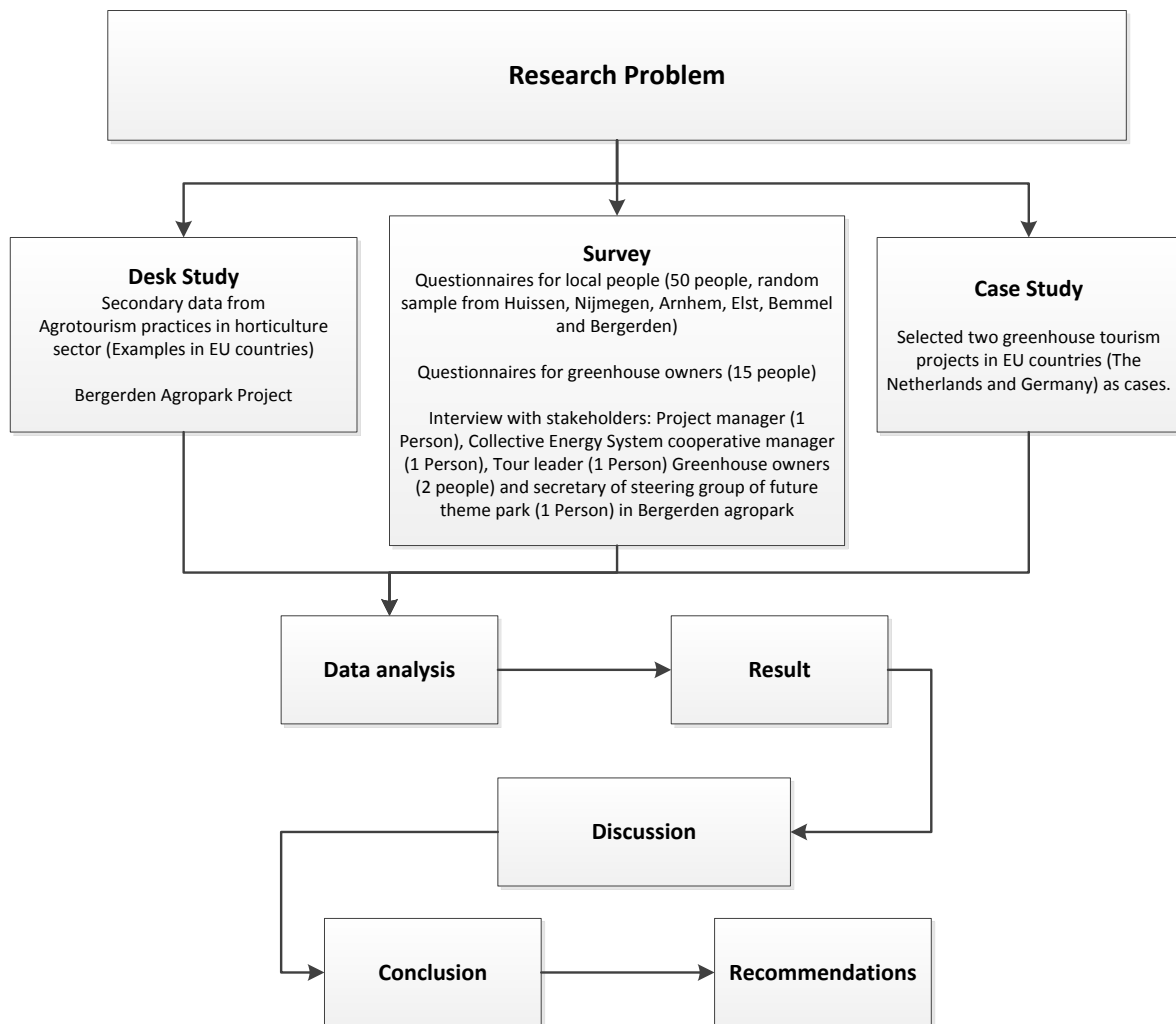 Research Problem
Desk Study
Secondary data from
Agrotourism practices in horticulture
sector (Examples in EU countries)
Bergerden Agropark Project
Survey
Questionnaires for local people (50 people, random
sample from Huissen, Nijmegen, Arnhem, Elst, Bemmel
and Bergerden)
Questionnaires for greenhouse owners (15 people)
Interview with stakeholders: Project manager (1
Person), Collective Energy System cooperative manager
(1 Person), Tour leader (1 Person) Greenhouse owners
(2 people) and secretary of steering group of future
theme park (1 Person) in Bergerden agropark
Case Study
Selected two greenhouse tourism
projects in EU countries (The
Netherlands and Germany) as cases.
Data analysis
Result
Discussion
Conclusion
Recommendations